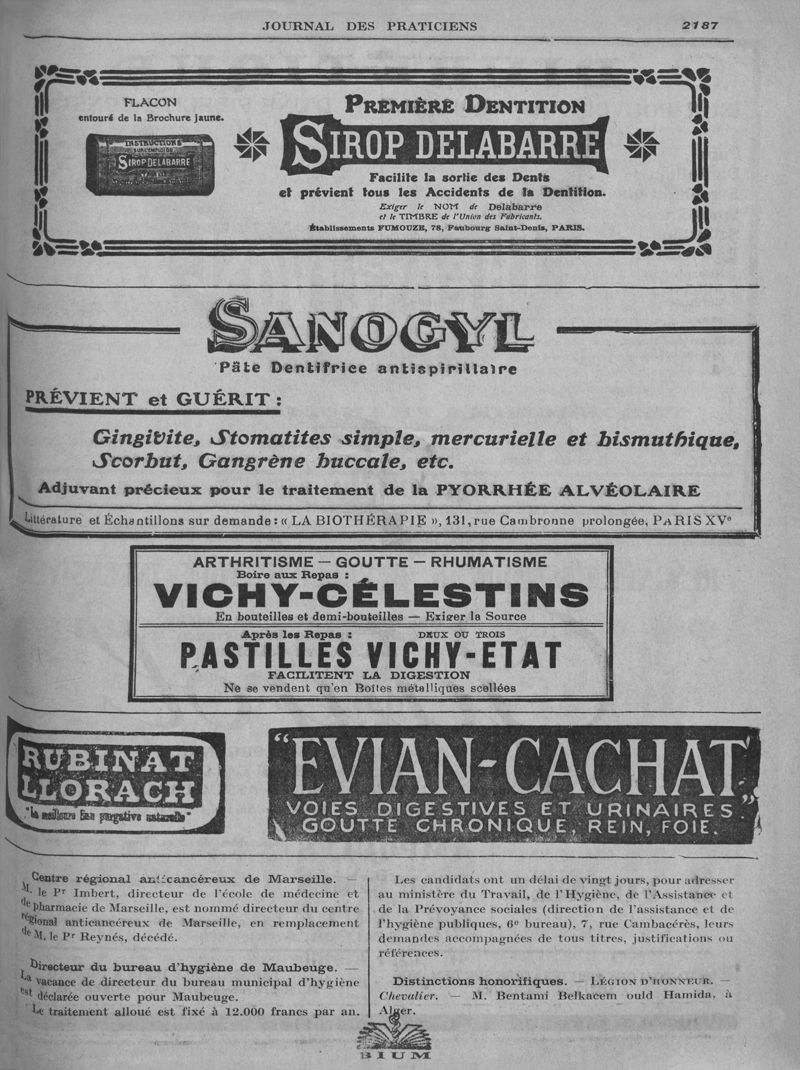 JOURNAL DES PRATICIENS 2187
FLACON
entouré de la Brochure jaune.
INSTRUCTIONS
SIROP DELABARRE
PREMIÈRE DENTITION
SIROP DELABARRE
Facilite la sortie des Dents
et prévient tous les Accidents de la Dentition.
Exiger le NOM de Delabarre
et le TIMBRE de l'Union des Fabricants.
Établissements FUMOUZE, 78, Faubourg Saint-Denis, PARIS.
SANOGYL
Pâte Dentifrice antispirillaire
PRÉVIENT et GUÉRIT :
Gingivite, Stomatites simple, mercurielle et bismuthique,
Scorbut, Gangrène buccale, etc.
Adjuvant précieux pour le traitement de la PYORRHÉE ALVÉOLAIRE
Littérature et Échantillons sur demande : « LA BIOTHÉRAPIE », 131, rue Cambronne prolongée, PARIS XVe
ARTHRITISME — GOUTTE — RHUMATISME
Boire aux Repas :
VICHY-CÉLESTINS
En bouteilles et demi-bouteilles — Exiger la Source
Après les Repas : DEUX OU TROIS
PASTILLES VICHY-ETAT
FACILITENT LA DIGESTION
Ne se vendent qu'en Boîtes métalliques scellées
RUBINAT
LLORACH
"La meilleure Eau purgative naturelle"
"EVIAN-CACHAT"
VOIES DIGESTIVES ET URINAIRES
GOUTTE CHRONIQUE, REIN, FOIE.
Centre régional anticancéreux de Marseille. —
M. le Pr Imbert, directeur de l'école de médecine et
de pharmacie de Marseille, est nommé directeur du centre
régional anticancéreux de Marseille, en remplacement
de M. le Pr Reynés, décédé.
Directeur du bureau d'hygiène de Maubeuge. —
La vacance de directeur du bureau municipal d'hygiène
est déclarée ouverte pour Maubeuge.
Le traitement alloué est fixé à 12.000 francs par an.
Les candidats ont un délai de vingt jours, pour adresser
au ministère du Travail, de l'Hygiène, de l'Assistance et
de la Prévoyance sociales (direction de l'assistance et de
l'hygiène publiques, 6e bureau), 7, rue Cambacérès, leurs
demandes accompagnées de tous titres, justifications ou
références.
Distinctions honorifiques. — LÉGION D'HONNEUR. —
Chevalier. — M. Bentami Belkacem ould Hamida, à
Alger.
BIUM